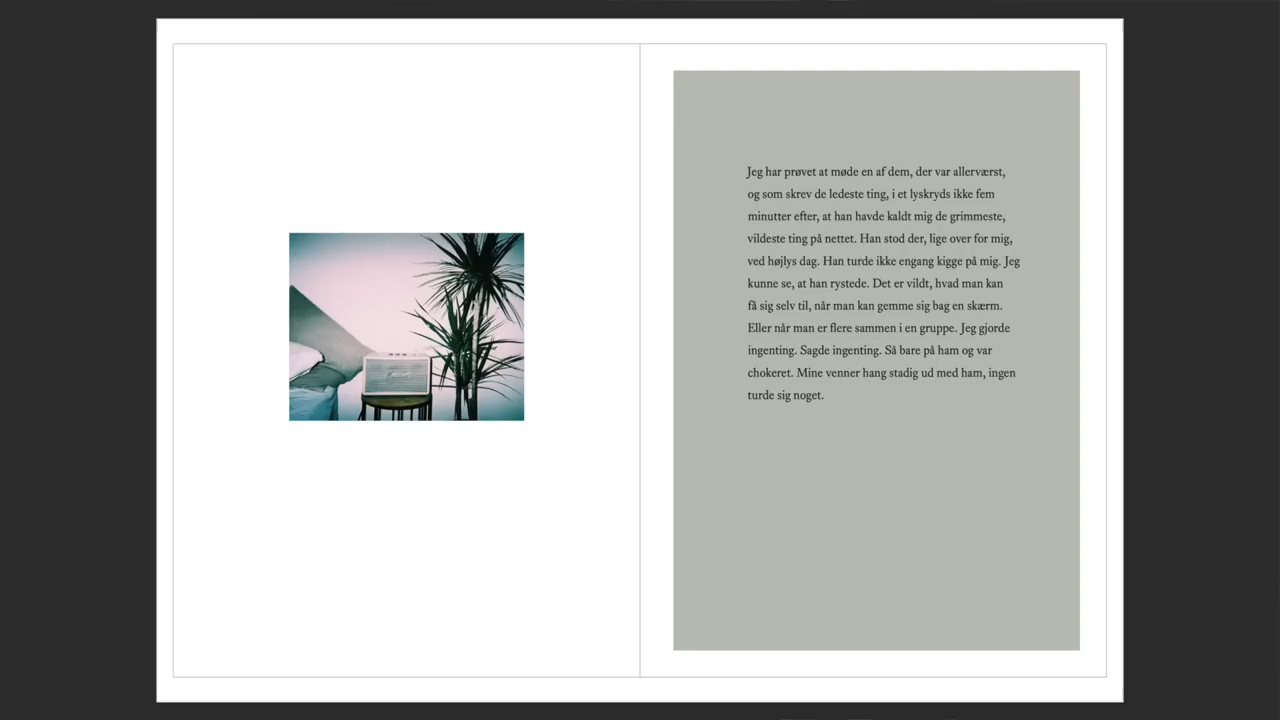 Jeg har prøvet at møde en af dem, der var allerværst,
og som skrev de ledeste ting, i et lyskryds ikke fem
minutter efter, at han havde kaldt mig de grimmeste,
vildeste ting på nettet. Han stod der, lige over for mig,
ved højlys dag. Han turde ikke engang kigge på mig. Jeg
kunne se, at han rystede. Det er vildt, hvad man kan
få sig selv til, når man kan gemme sig bag en skærm.
Eller når man er flere sammen i en gruppe. Jeg gjorde
ingenting. Sagde ingenting. Så bare på ham og var
chokeret. Mine venner hang stadig ud med ham, ingen
turde sig noget.